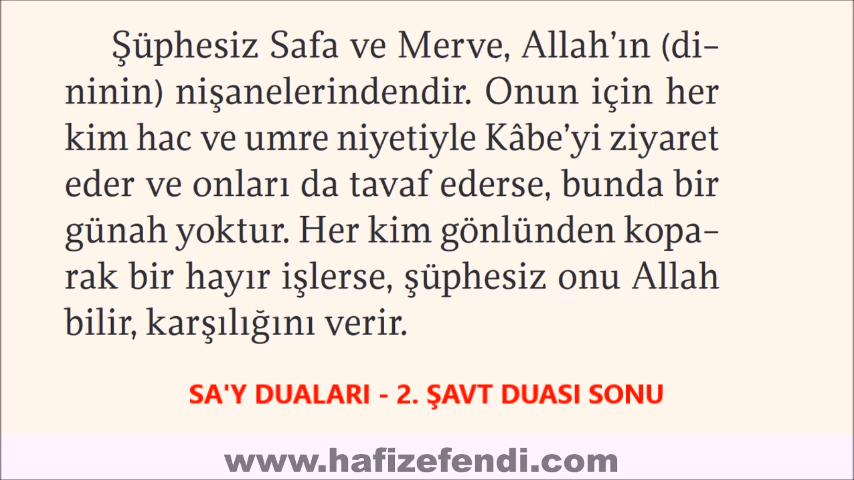 Şüphesiz Safa ve Merve, Allah’ın (di–
ninin) nişanelerindendir. Onun için her
kim hac ve umre niyetiyle Kâbe’yi ziyaret
eder ve onları da tavaf ederse, bunda bir
günah yoktur. Her kim gönlünden kopa–
rak bir hayır işlerse, şüphesiz onu Allah
bilir, karşılığını verir.
SA'Y DUALARI - 2. ŞAVT DUASI SONU
www.hafizefendi.com